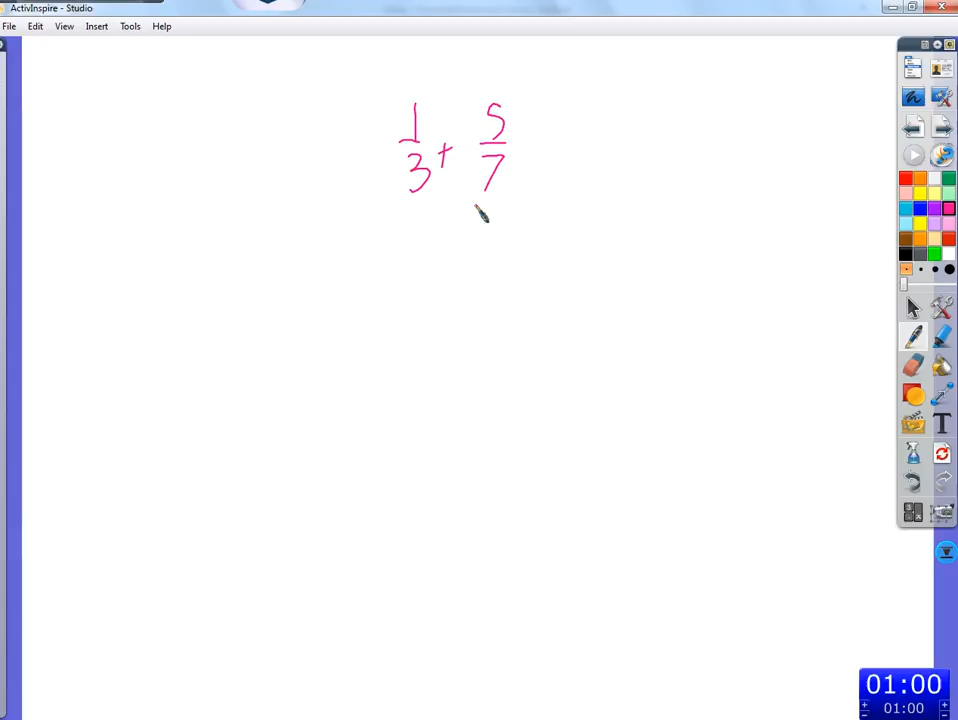 ActivInspire - Studio
File Edit View Insert Tools Help
1/3 + 5/7
T
01:00
01:00